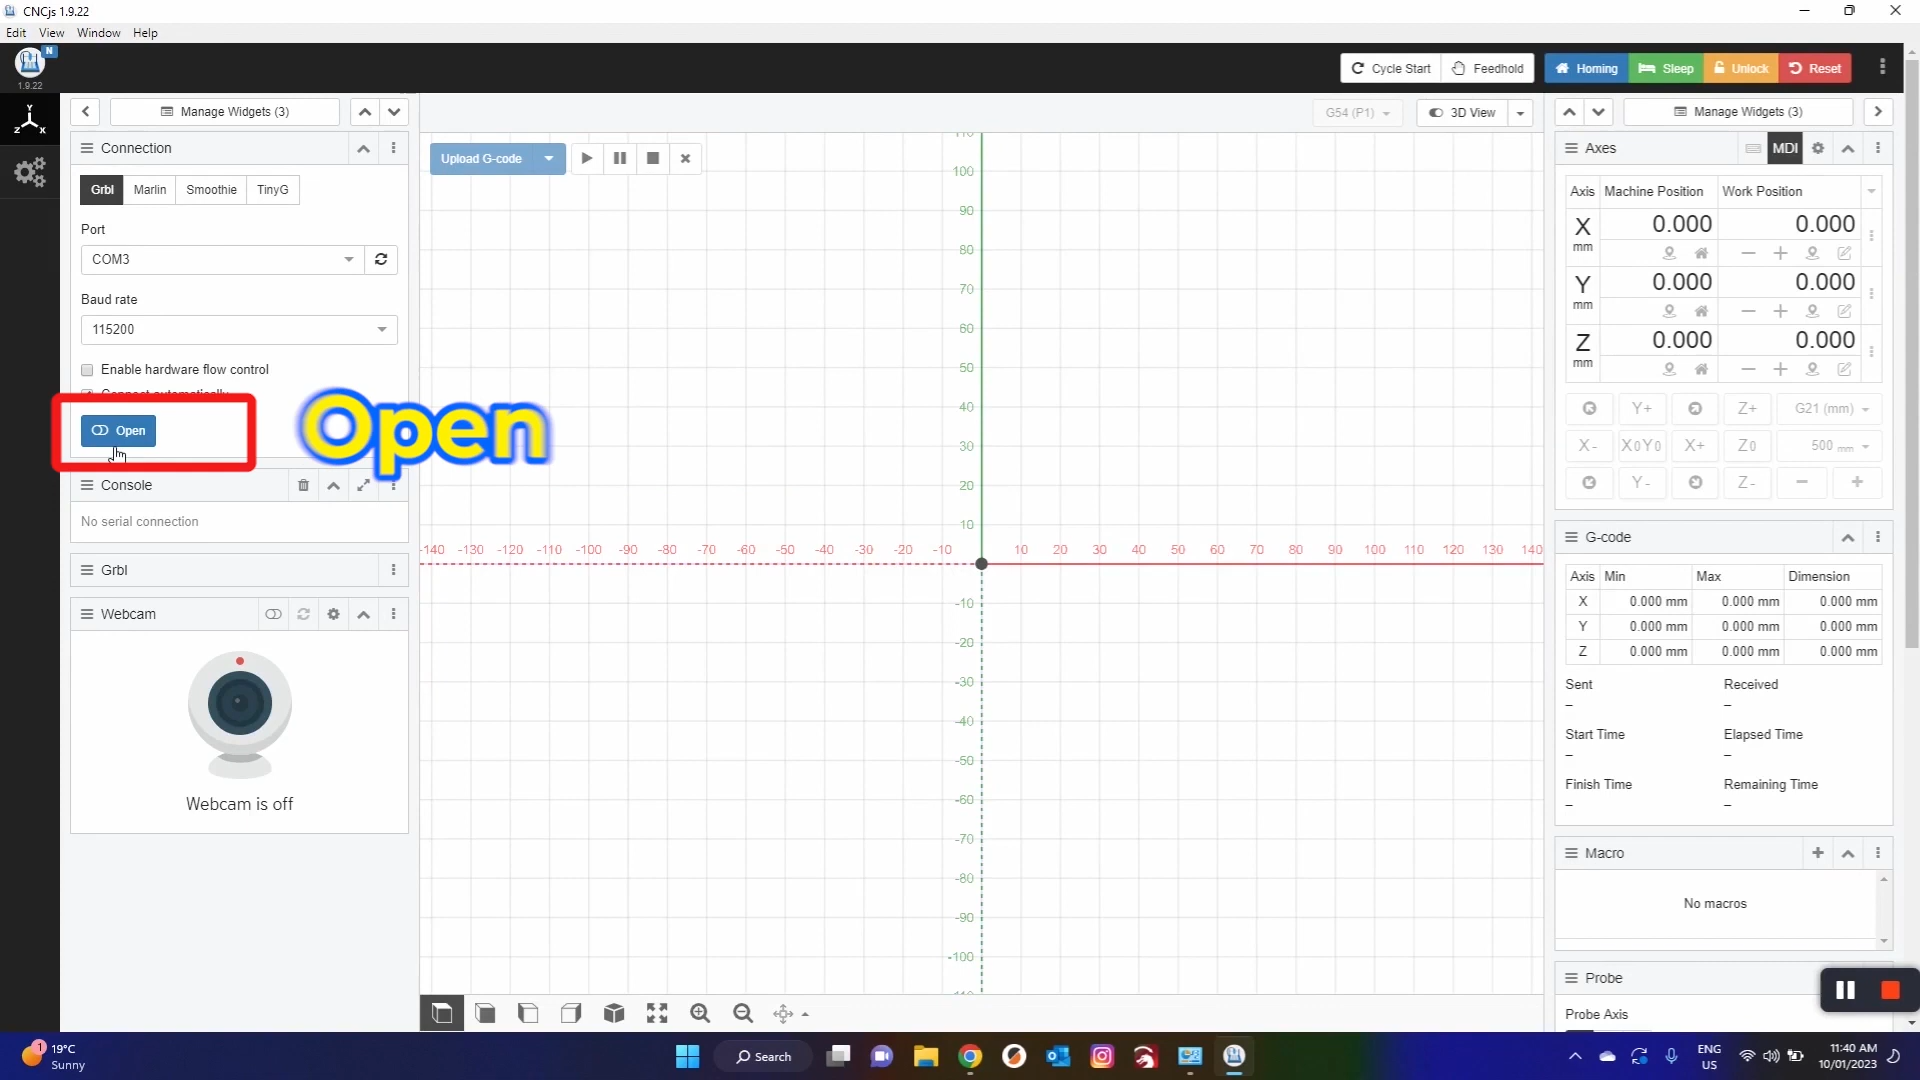 CNCjs 1.9.22
Edit View Window Help
N
1.9.22
Cycle Start Feedhold Homing Sleep Unlock Reset
Manage Widgets (3)
G54 (P1) 3D View
Manage Widgets (3)
Connection
Grbl Marlin Smoothie TinyG
Port
COM3
Baud rate
115200
Enable hardware flow control
Connect automatically
Open
Open
Console
No serial connection
Grbl
Webcam
Webcam is off
Upload G-code
110
100
90
80
70
60
50
40
30
20
10
-140 -130 -120 -110 -100 -90 -80 -70 -60 -50 -40 -30 -20 -10 10 20 30 40 50 60 70 80 90 100 110 120 130 140
-10
-20
-30
-40
-50
-60
-70
-80
-90
-100
-110
Axes MDI
Axis Machine Position Work Position
X mm 0.000 0.000
Y mm 0.000 0.000
Z mm 0.000 0.000
Y+ Z+ G21 (mm)
X- X0Y0 X+ Z0 500 mm
Y- Z- − +
G-code
Axis Min Max Dimension
X 0.000 mm 0.000 mm 0.000 mm
Y 0.000 mm 0.000 mm 0.000 mm
Z 0.000 mm 0.000 mm 0.000 mm
Sent Received
– –
Start Time Elapsed Time
– –
Finish Time Remaining Time
– –
Macro
No macros
Probe
Probe Axis
1
19°C
Sunny
Search
ENG
US
11:40 AM
10/01/2023